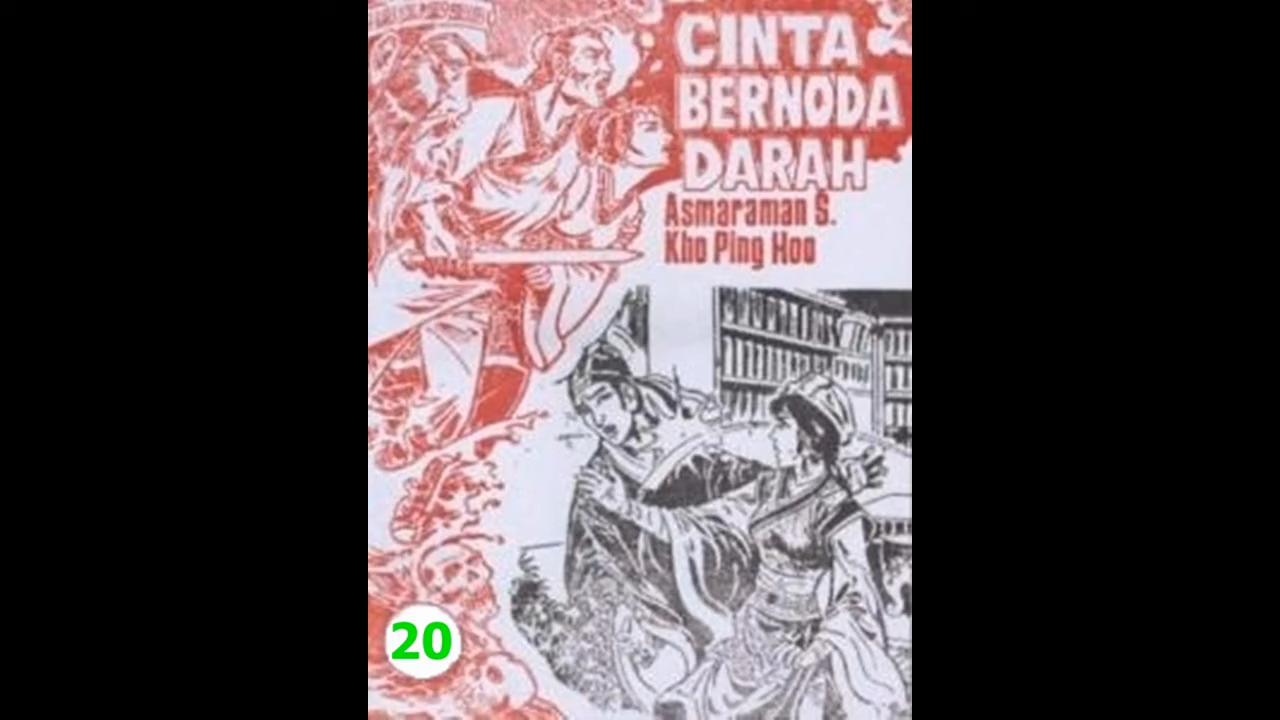 CINTA
BERNODA
DARAH
Asmaraman S.
Kho Ping Hoo
20